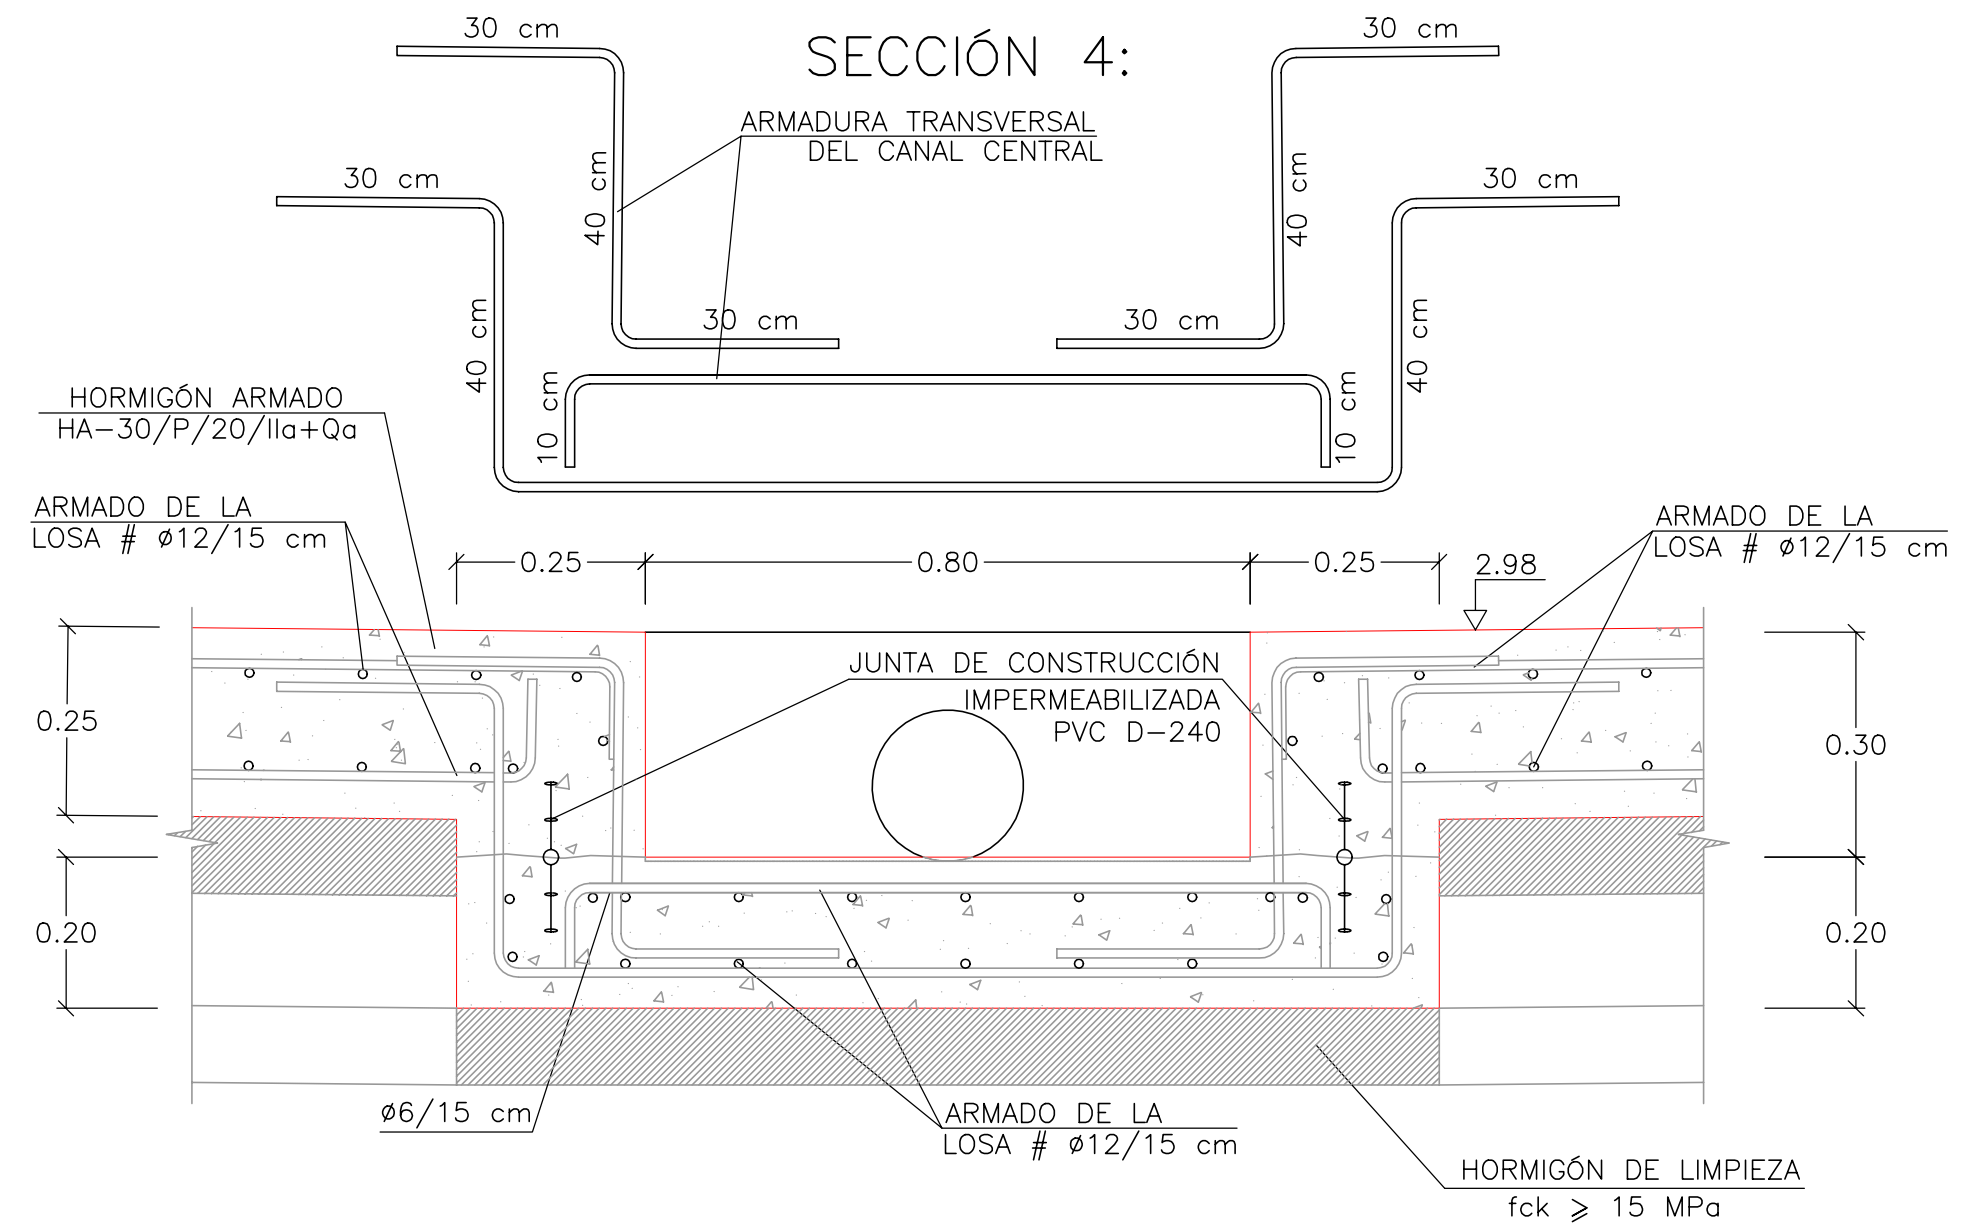 30 cm
30 cm
SECCIÓN 4:
ARMADURA TRANSVERSAL
DEL CANAL CENTRAL
30 cm
30 cm
40 cm
40 cm
30 cm
30 cm
40 cm
40 cm
10 cm
10 cm
HORMIGÓN ARMADO
HA-30/P/20/IIa+Qa
ARMADO DE LA
LOSA # ø12/15 cm
ARMADO DE LA
LOSA # ø12/15 cm
0.25
0.80
0.25
2.98
JUNTA DE CONSTRUCCIÓN
IMPERMEABILIZADA
PVC D-240
0.25
0.30
0.20
0.20
ø6/15 cm
ARMADO DE LA
LOSA # ø12/15 cm
HORMIGÓN DE LIMPIEZA
fck ⩾ 15 MPa